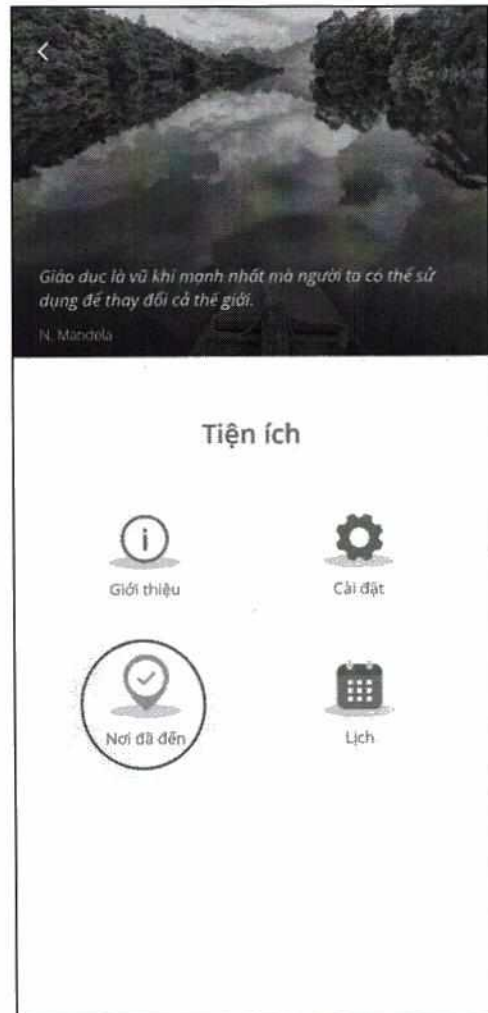 Giáo dục là vũ khí mạnh nhất mà người ta có thể sử
dụng để thay đổi cả thế giới.
N. Mandela
Tiện ích
Giới thiệu
Cài đặt
Nơi đã đến
Lịch